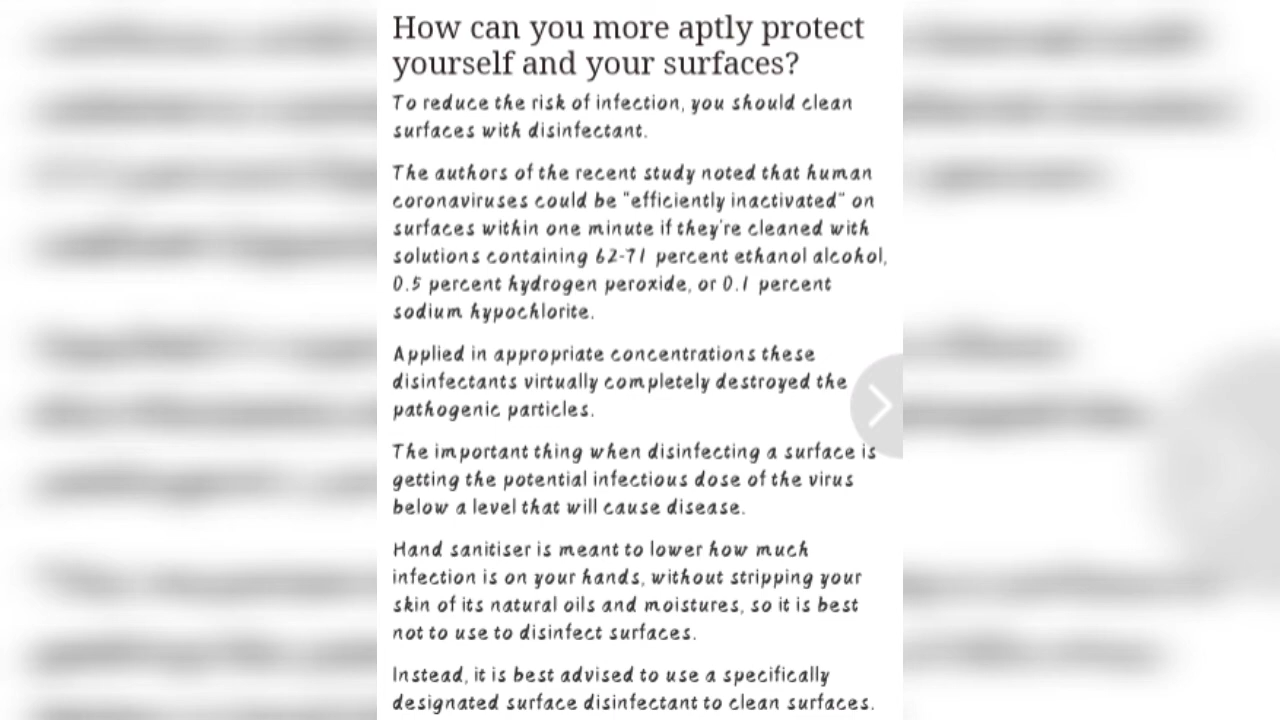 How can you more aptly protect
yourself and your surfaces?
To reduce the risk of infection, you should clean
surfaces with disinfectant.
The authors of the recent study noted that human
coronaviruses could be "efficiently inactivated" on
surfaces within one minute if they're cleaned with
solutions containing 62-71 percent ethanol alcohol,
0.5 percent hydrogen peroxide, or 0.1 percent
sodium hypochlorite.
Applied in appropriate concentrations these
disinfectants virtually completely destroyed the
pathogenic particles.
The important thing when disinfecting a surface is
getting the potential infectious dose of the virus
below a level that will cause disease.
Hand sanitiser is meant to lower how much
infection is on your hands, without stripping your
skin of its natural oils and moistures, so it is best
not to use to disinfect surfaces.
Instead, it is best advised to use a specifically
designated surface disinfectant to clean surfaces.